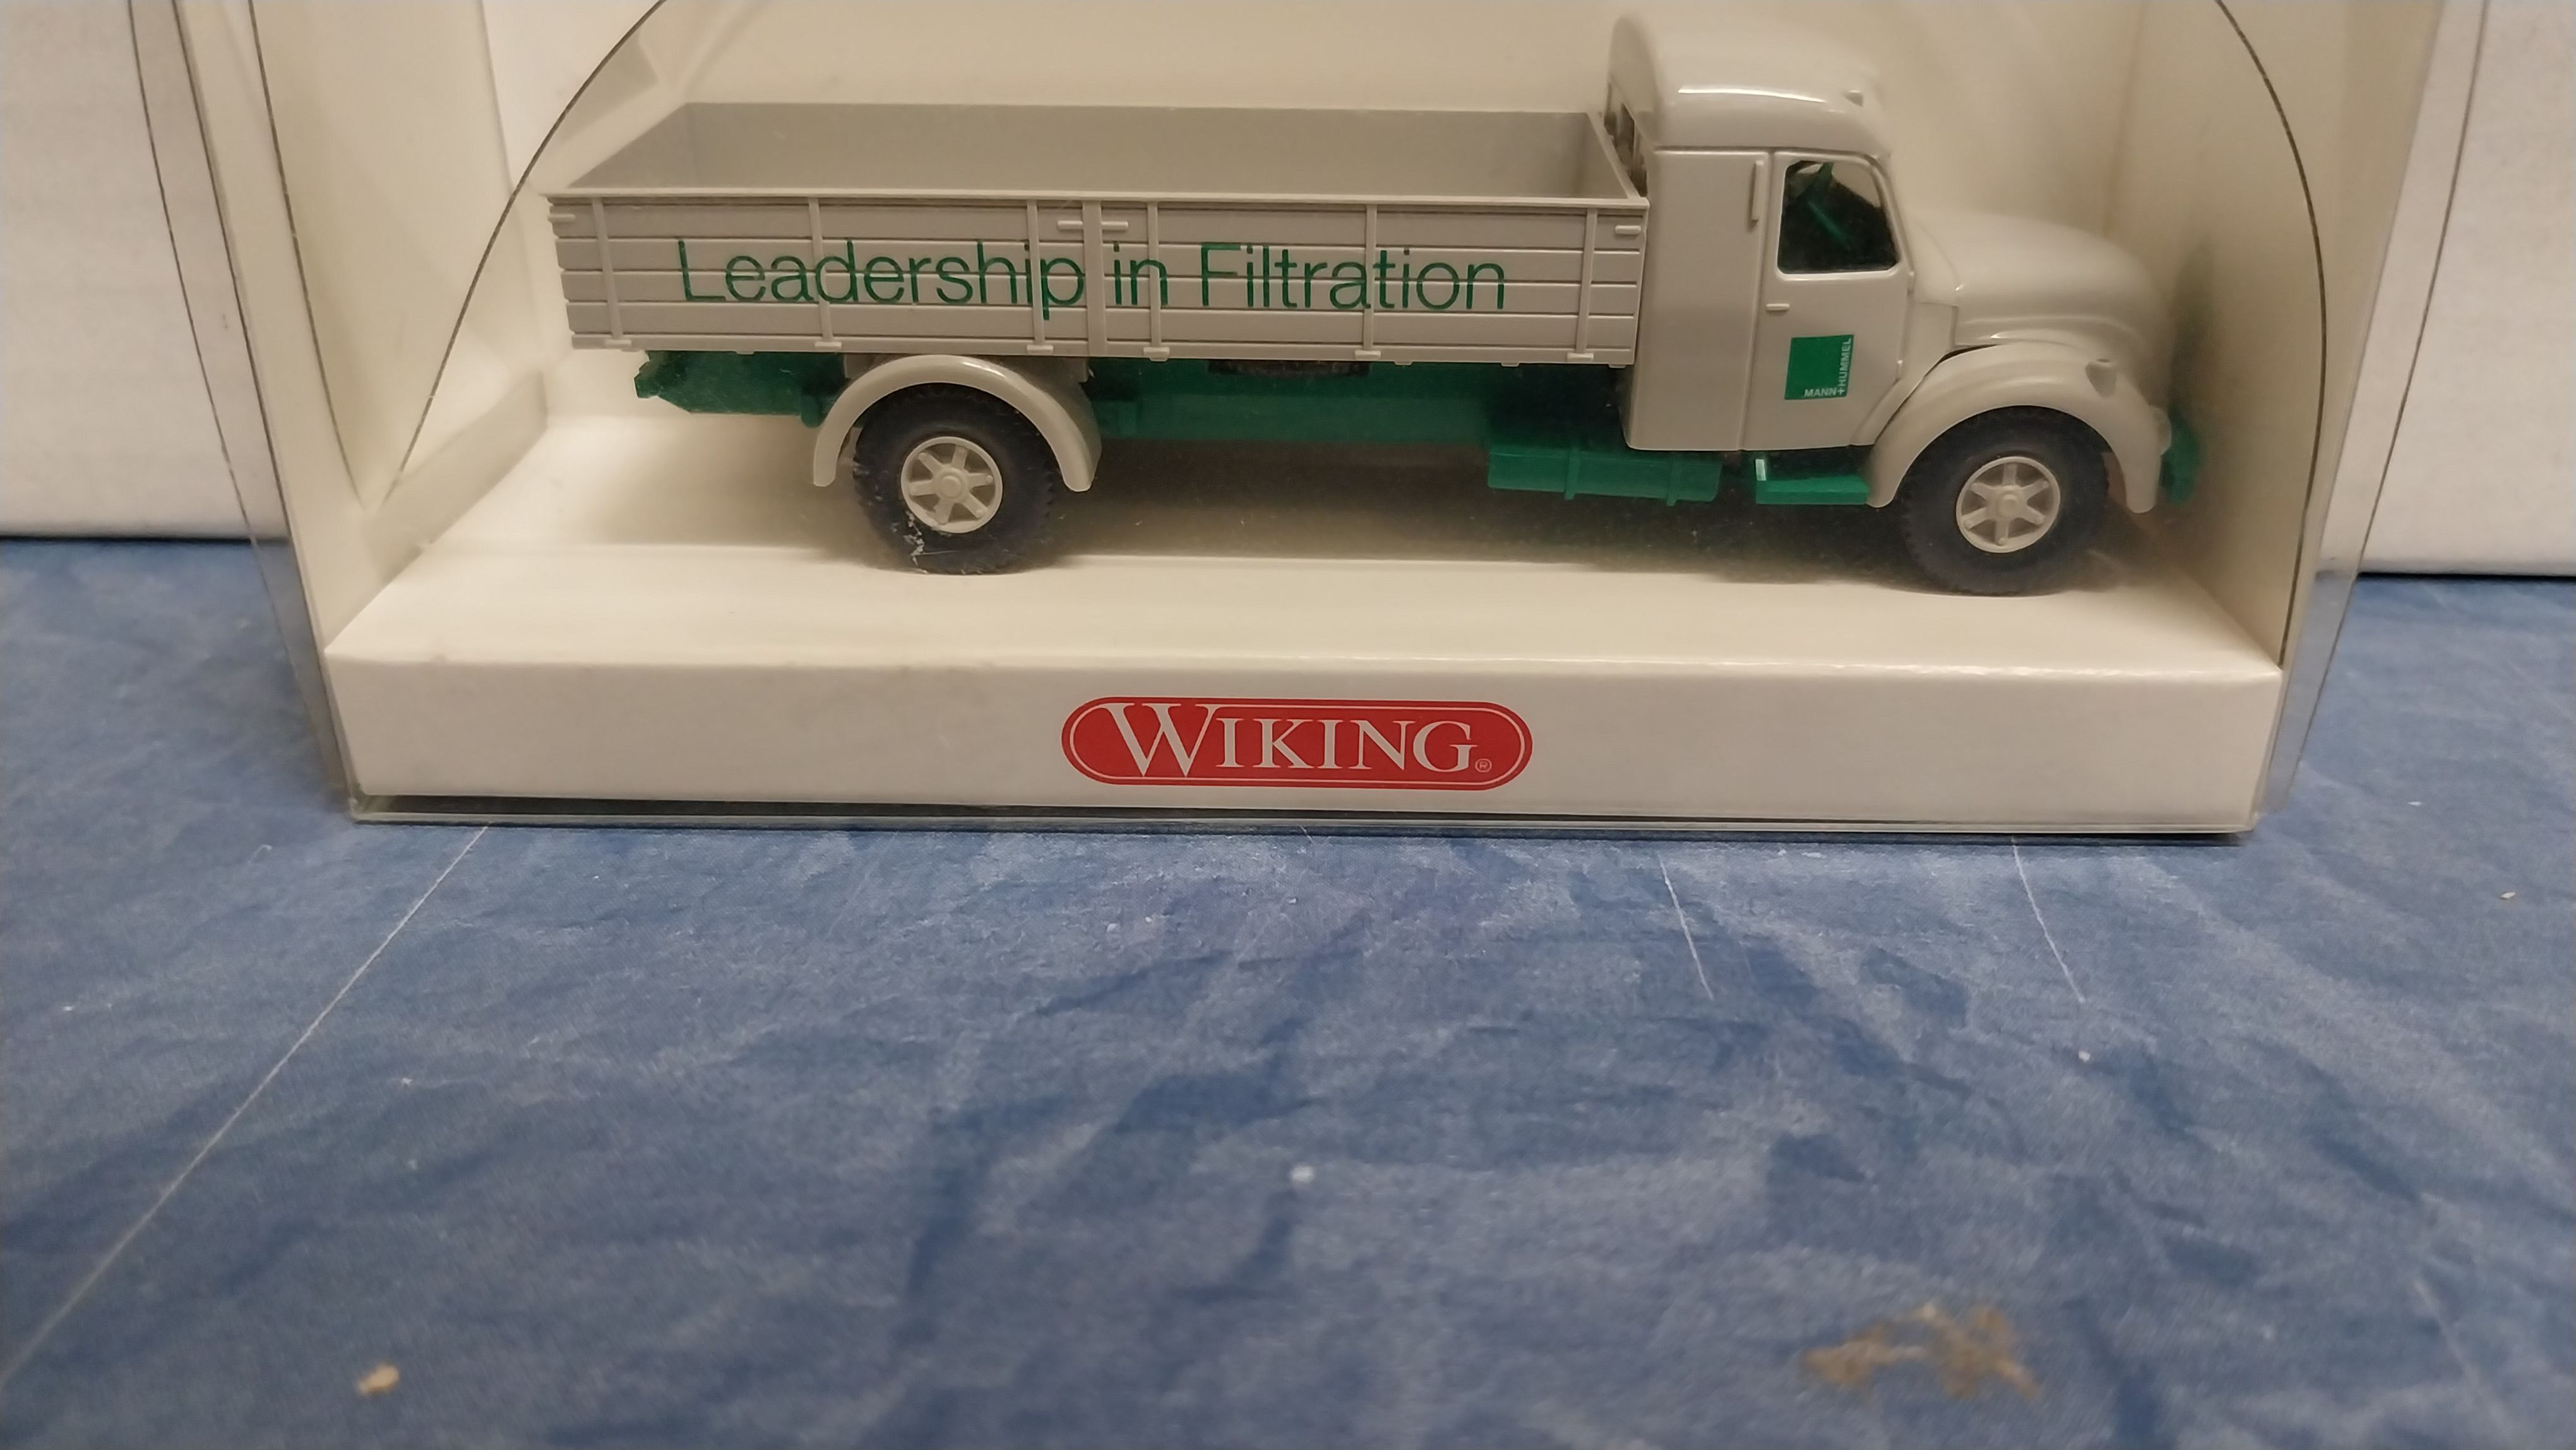 Leadership in Filtration
MANN+HUMMEL
WIKING®